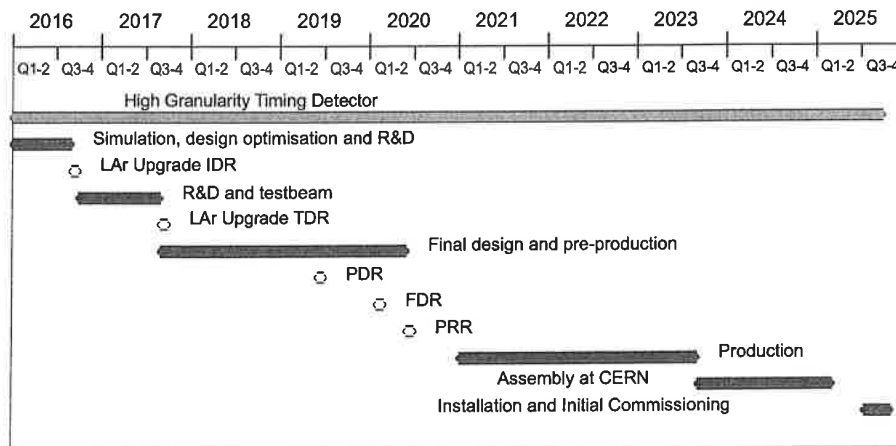 2016 2017 2018 2019 2020 2021 2022 2023 2024 2025
Q1-2 Q3-4 Q1-2 Q3-4 Q1-2 Q3-4 Q1-2 Q3-4 Q1-2 Q3-4 Q1-2 Q3-4 Q1-2 Q3-4 Q1-2 Q3-4 Q1-2 Q3-4 Q1-2 Q3-4
High Granularity Timing Detector
Simulation, design optimisation and R&D
LAr Upgrade IDR
R&D and testbeam
LAr Upgrade TDR
Final design and pre-production
PDR
FDR
PRR
Production
Assembly at CERN
Installation and Initial Commissioning